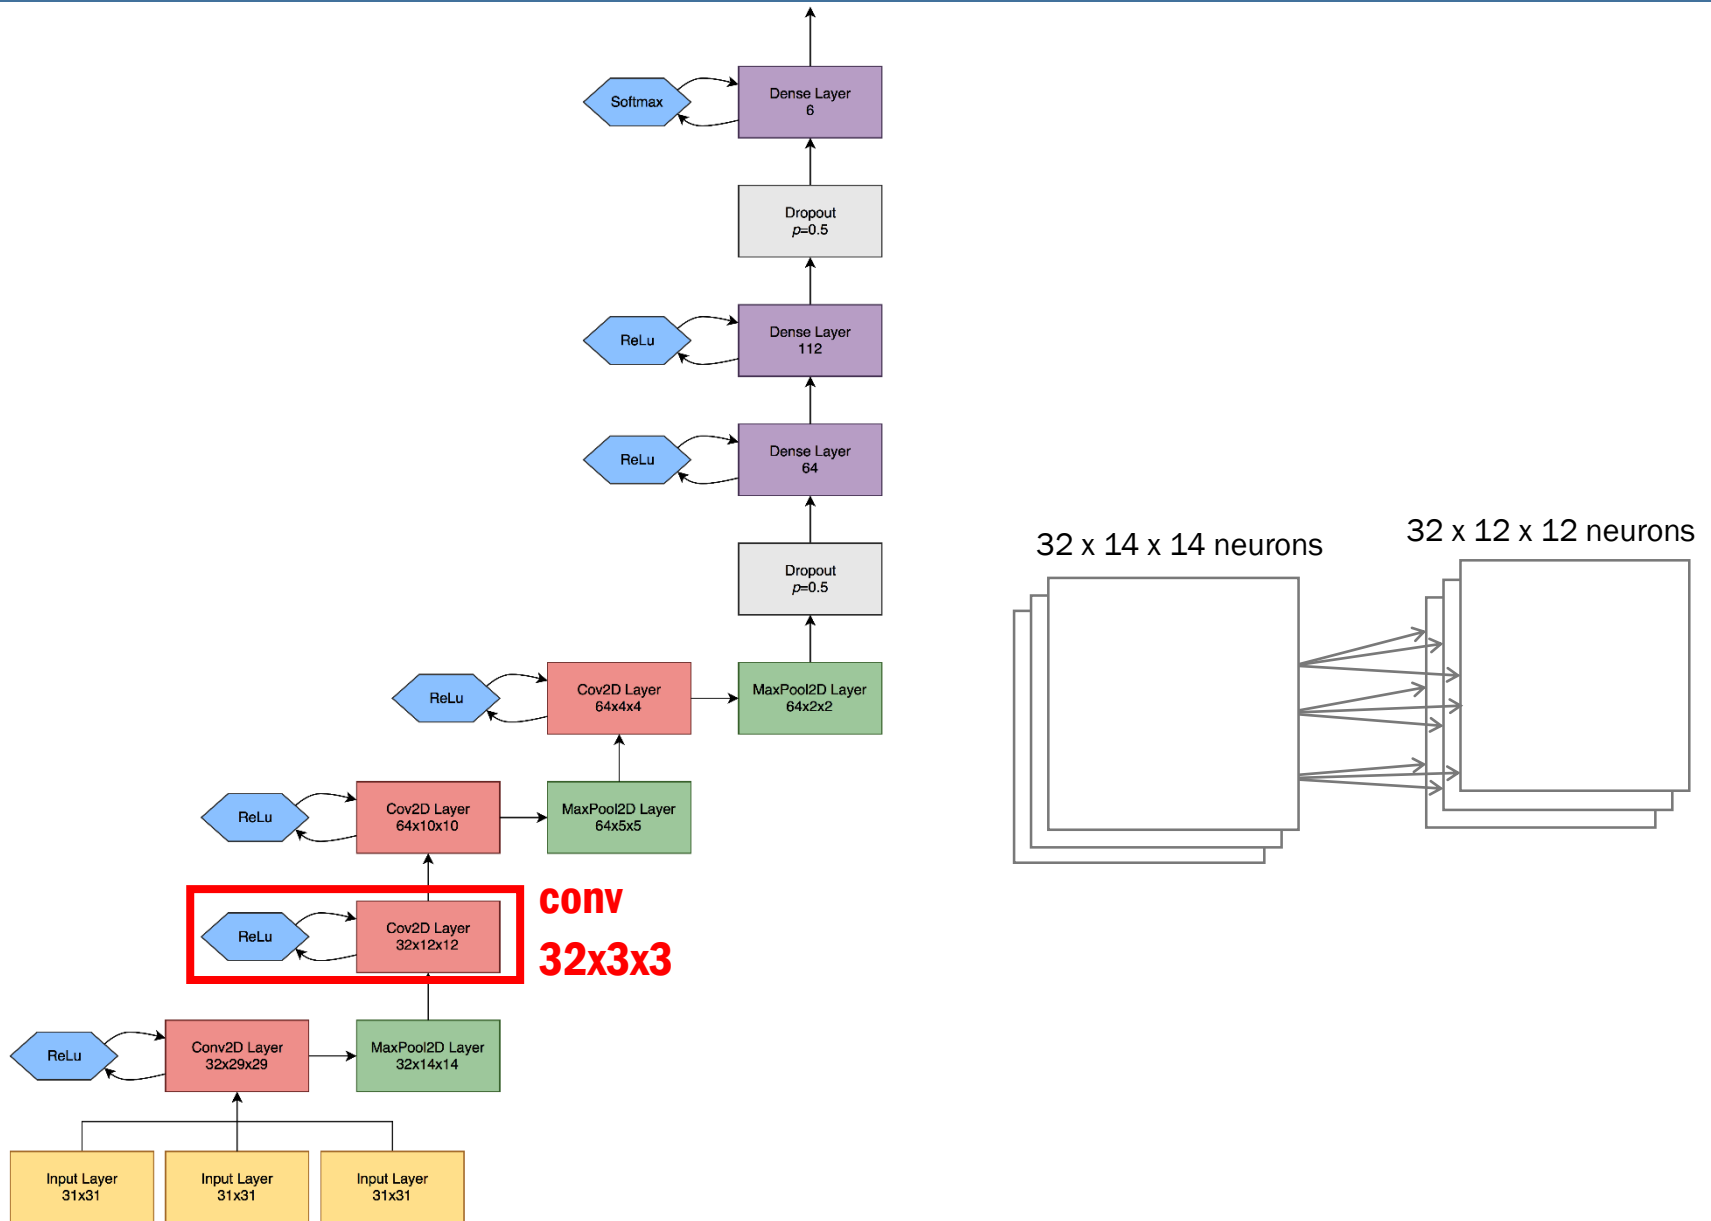 Softmax
Dense Layer
6
Dropout
p=0.5
ReLu
Dense Layer
112
ReLu
Dense Layer
64
32 x 14 x 14 neurons
32 x 12 x 12 neurons
Dropout
p=0.5
ReLu
Cov2D Layer
64x4x4
MaxPool2D Layer
64x2x2
ReLu
Cov2D Layer
64x10x10
MaxPool2D Layer
64x5x5
ReLu
Cov2D Layer
32x12x12
conv
32x3x3
ReLu
Conv2D Layer
32x29x29
MaxPool2D Layer
32x14x14
Input Layer
31x31
Input Layer
31x31
Input Layer
31x31